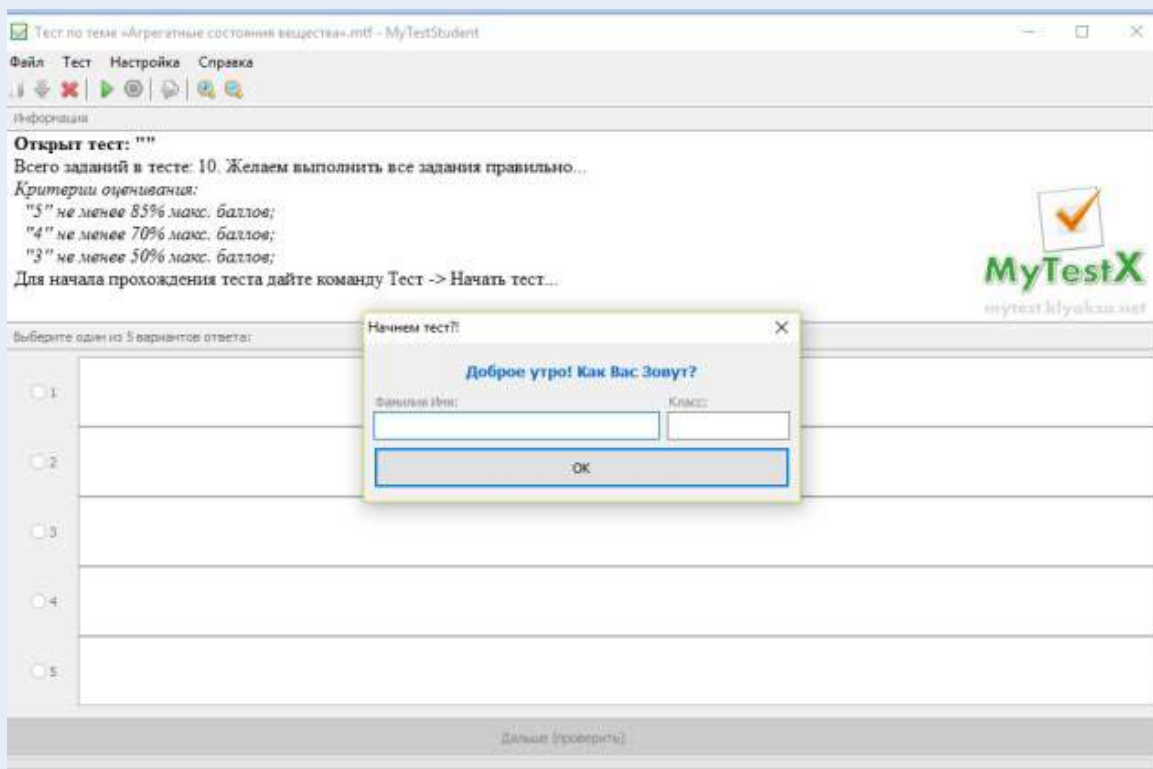 Тест по теме «Агрегатные состояния вещества».mtf - MyTestStudent
Файл Тест Настройка Справка
Информация
Открыт тест: ""
Всего заданий в тесте: 10. Желаем выполнить все задания правильно...
Критерии оценивания:
"5" не менее 85% макс. баллов;
"4" не менее 70% макс. баллов;
"3" не менее 50% макс. баллов;
Для начала прохождения теста дайте команду Тест -> Начать тест...
MyTestX
mytest.klyaksa.net
Выберите один из 5 вариантов ответа:
Начнем тест?!
Доброе утро! Как Вас Зовут?
Фамилия Имя: Класс:
OK
1
2
3
4
5
Дальше (проверить)